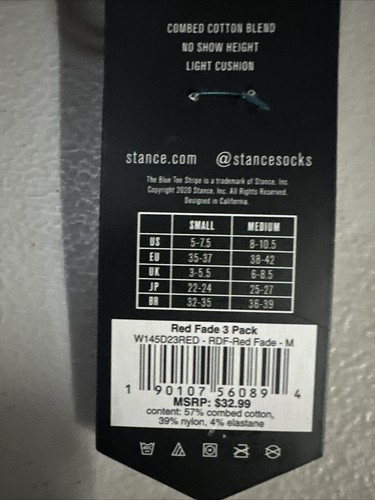 COMBED COTTON BLEND
NO SHOW HEIGHT
LIGHT CUSHION
stance.com @stancesocks
The Blue Toe Stripe is a trademark of Stance, Inc.
Copyright 2020 Stance, Inc. All Rights Reserved.
Designed in California.
SMALL MEDIUM
US 5-7.5 8-10.5
EU 35-37 38-42
UK 3-5.5 6-8.5
JP 22-24 25-27
BR 32-35 36-39
Red Fade 3 Pack
W145D23RED - RDF-Red Fade - M
1 90107 56089 4
MSRP: $32.99
content: 57% combed cotton,
39% nylon, 4% elastane